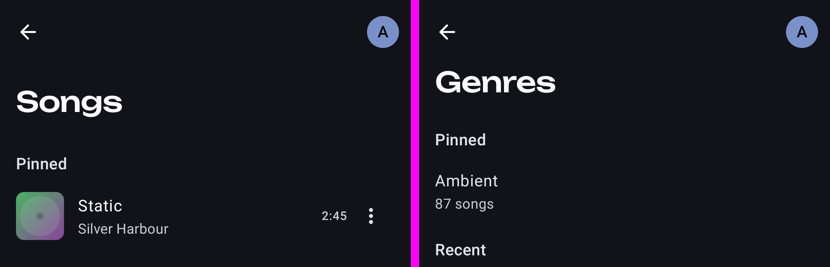 A
Songs
Pinned
Static
Silver Harbour
2:45
A
Genres
Pinned
Ambient
87 songs
Recent